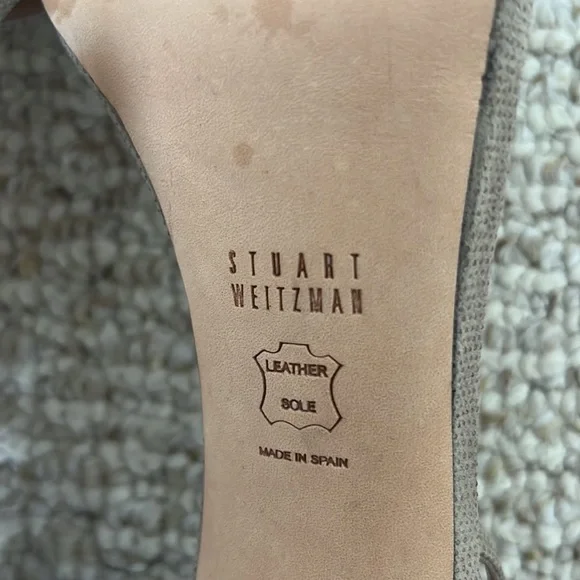 STUART
WEITZMAN
LEATHER
SOLE
MADE IN SPAIN